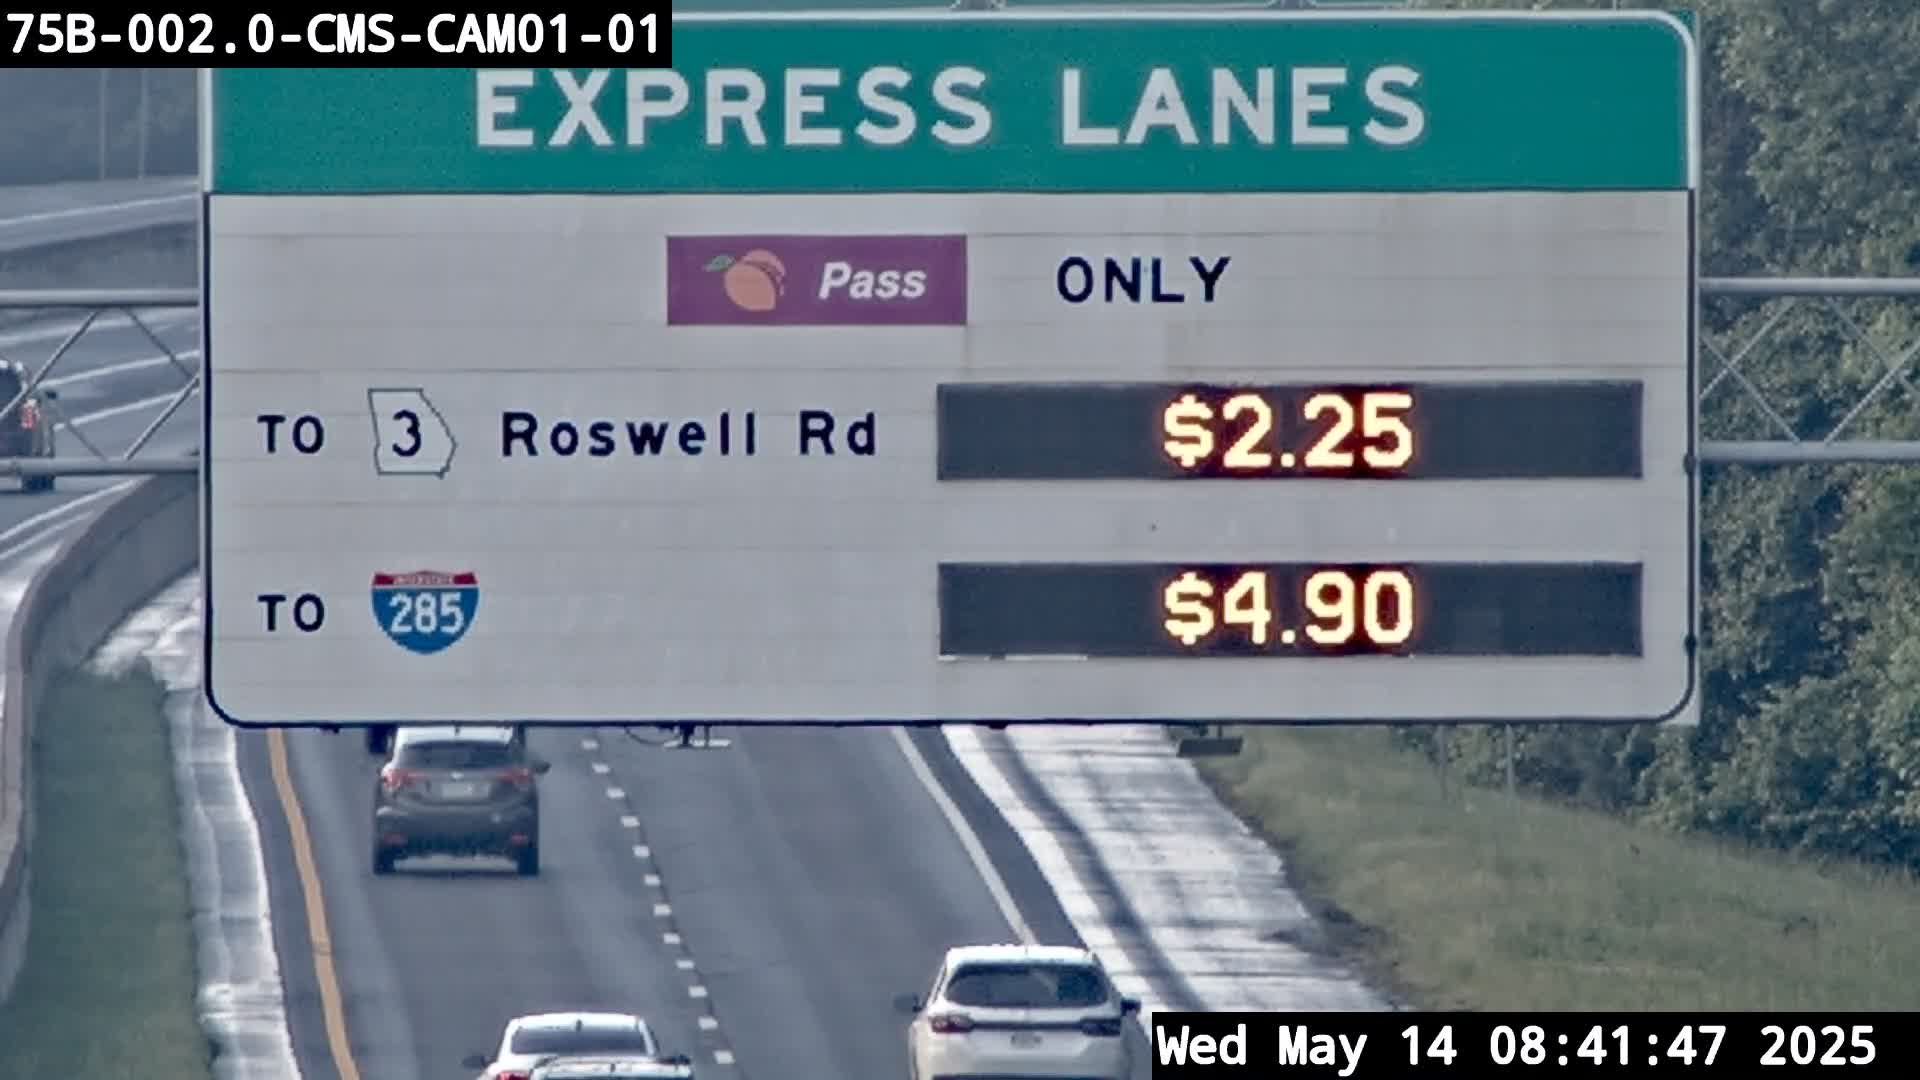 75B-002.0-CMS-CAM01-01
EXPRESS LANES
Pass ONLY
TO 3 Roswell Rd $2.25
INTERSTATE
TO 285 $4.90
Wed May 14 08:41:47 2025